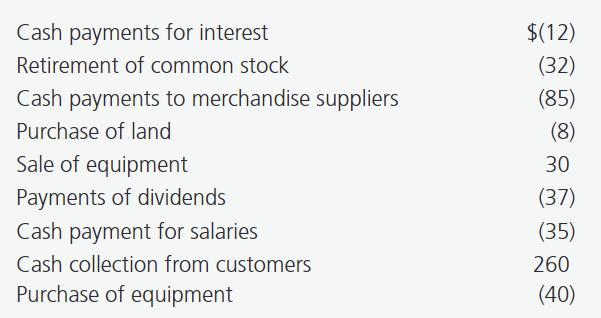 Cash payments for interest $(12)
Retirement of common stock (32)
Cash payments to merchandise suppliers (85)
Purchase of land (8)
Sale of equipment 30
Payments of dividends (37)
Cash payment for salaries (35)
Cash collection from customers 260
Purchase of equipment (40)